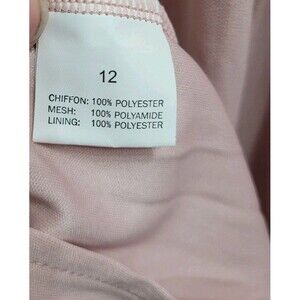 12
CHIFFON: 100% POLYESTER
MESH: 100% POLYAMIDE
LINING: 100% POLYESTER